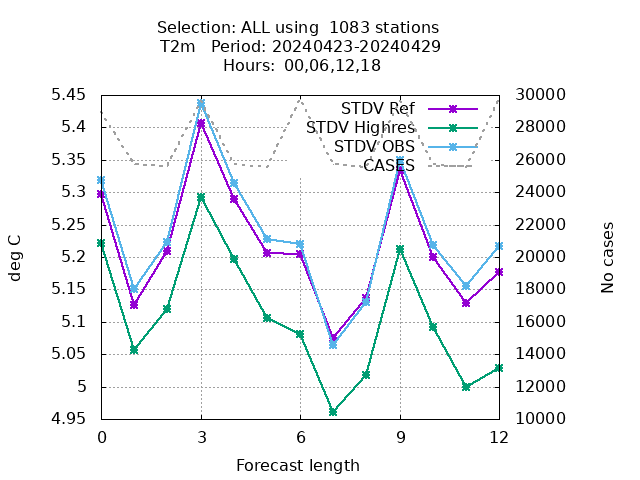 Selection: ALL using  1083 stations
T2m   Period: 20240423-20240429
Hours: 00,06,12,18
5.45
5.4
5.35
5.3
5.25
5.2
5.15
5.1
5.05
5
4.95
30000
28000
26000
24000
22000
20000
18000
16000
14000
12000
10000
STDV Ref
STDV Highres
STDV OBS
CASES
deg C
No cases
0 3 6 9 12
Forecast length